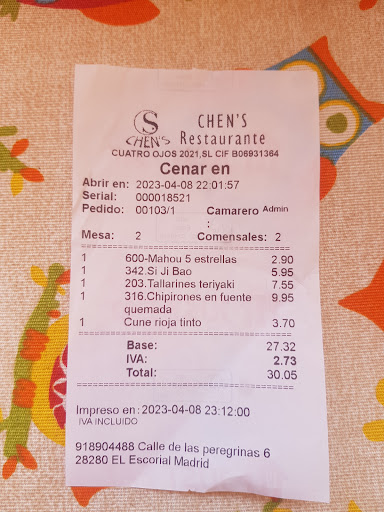 S
CHEN'S
CHEN'S
Restaurante
CUATRO OJOS 2021,SL CIF B06931364
Cenar en
Abrir en: 2023-04-08 22:01:57
Serial: 000018521
Pedido: 00103/1 Camarero Admin
:
Mesa: 2 Comensales: 2
1 600-Mahou 5 estrellas 2.90
1 342.Si Ji Bao 5.95
1 203.Tallarines teriyaki 7.55
1 316.Chipirones en fuente 9.95
quemada
1 Cune rioja tinto 3.70
Base: 27.32
IVA: 2.73
Total: 30.05
Impreso en: 2023-04-08 23:12:00
IVA INCLUIDO
918904488 Calle de las peregrinas 6
28280 EL Escorial Madrid